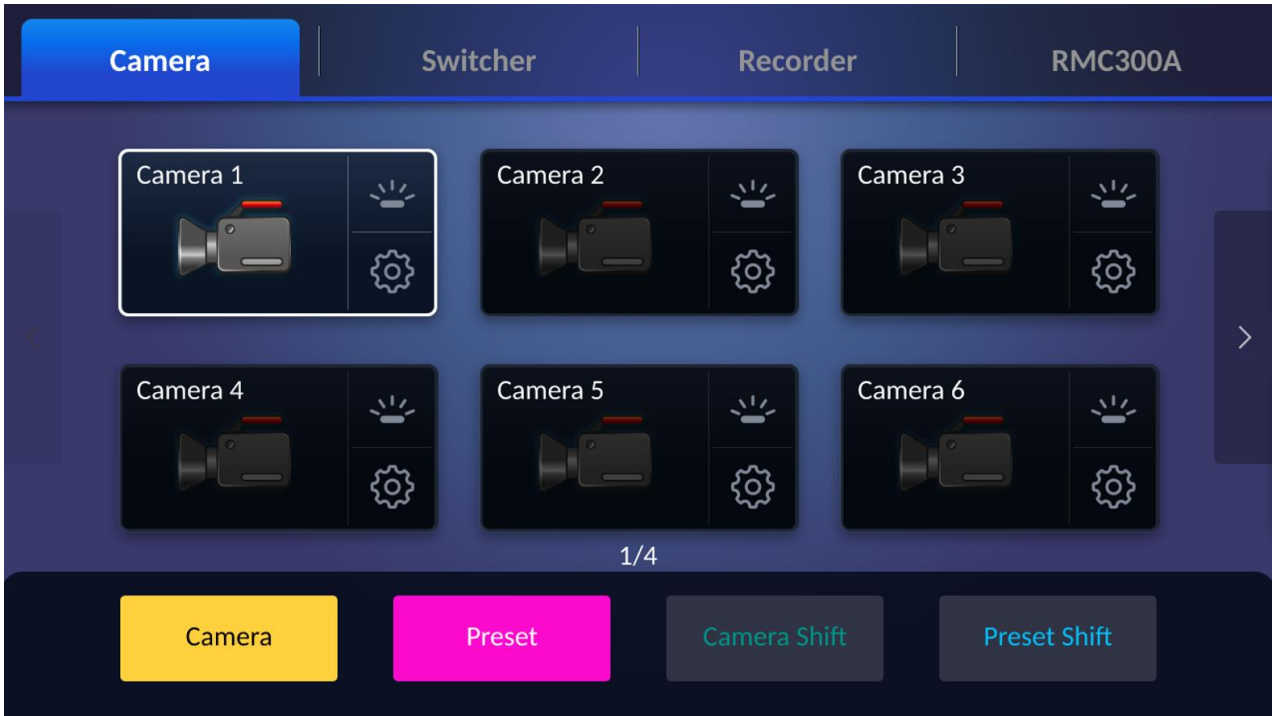 Camera
Switcher
Recorder
RMC300A
Camera 1
Camera 2
Camera 3
Camera 4
Camera 5
Camera 6
1/4
Camera
Preset
Camera Shift
Preset Shift